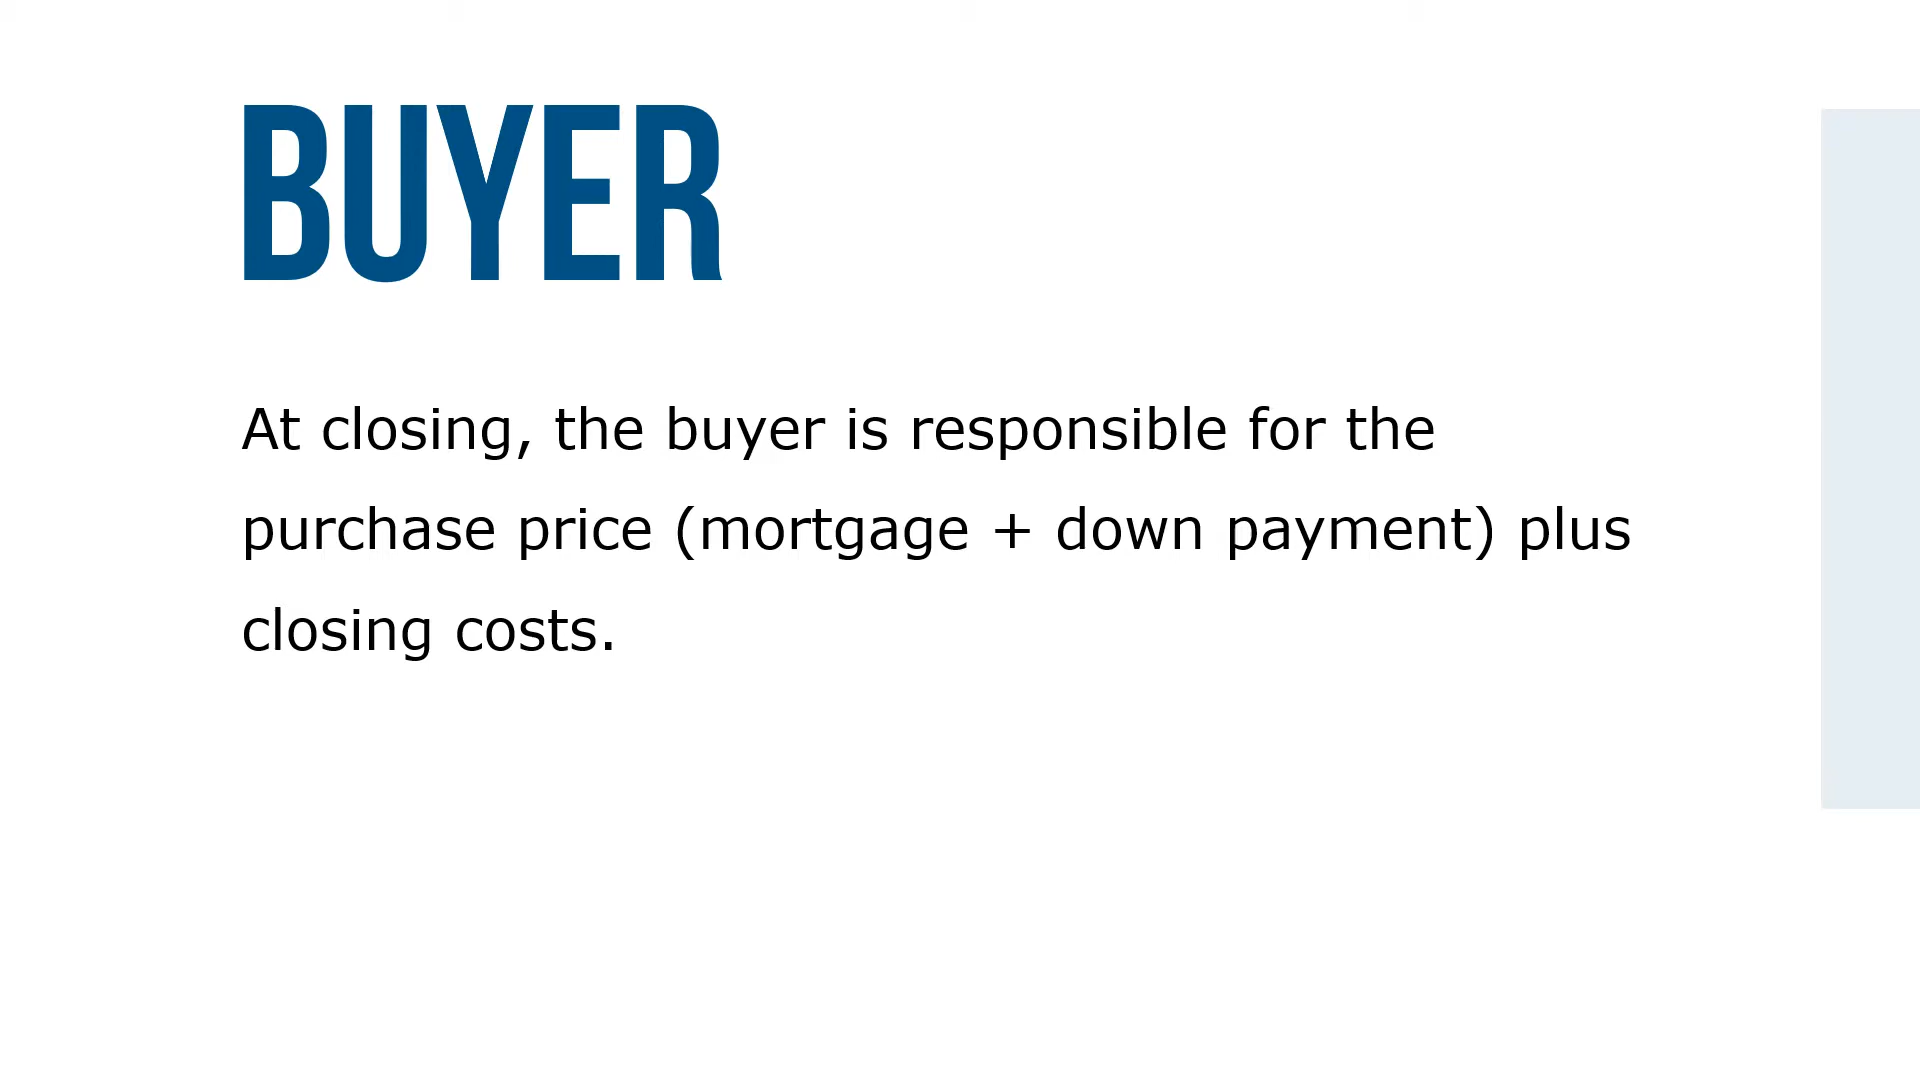 BUYER
At closing, the buyer is responsible for the
purchase price (mortgage + down payment) plus
closing costs.